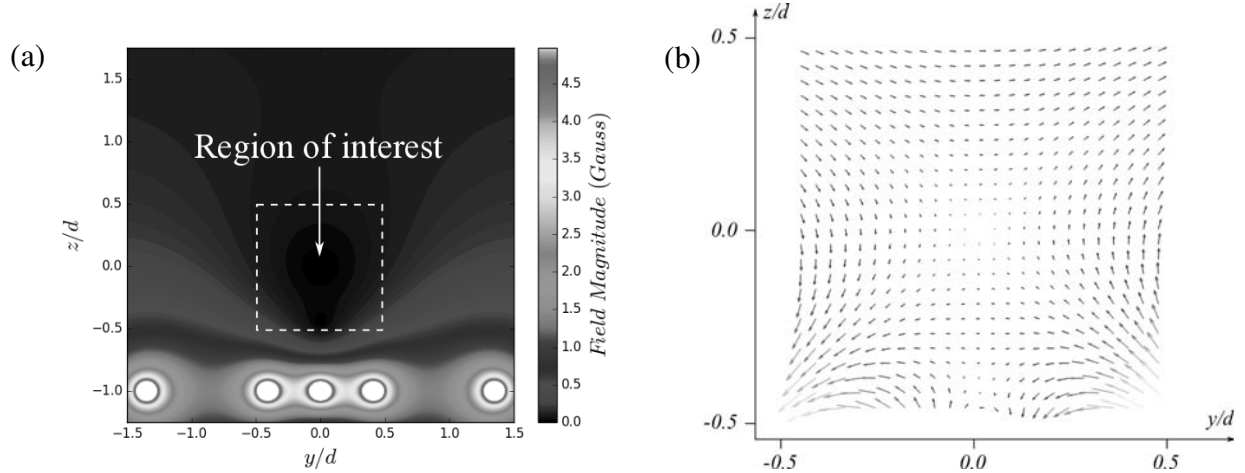 (a)
Region of interest
z/d
1.5
1.0
0.5
0.0
−0.5
−1.0
−1.5 −1.0 −0.5 0.0 0.5 1.0 1.5
y/d
4.5
4.0
3.5
3.0
2.5
2.0
1.5
1.0
0.5
0.0
Field Magnitude (Gauss)
(b)
z/d
0.5
0.0
-0.5
-0.5 0.0 0.5
y/d